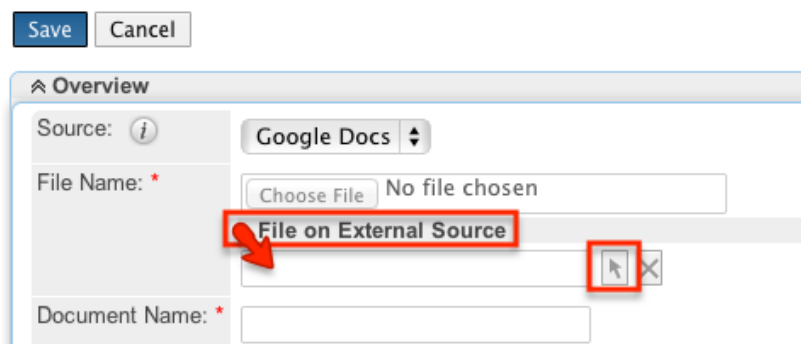 Save Cancel
Overview
Source: i Google Docs
File Name: * Choose File No file chosen
File on External Source
Document Name: *